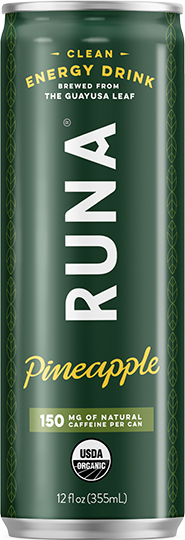 CLEAN
ENERGY DRINK
BREWED FROM
THE GUAYUSA LEAF
RUNA®
Pineapple
150 MG OF NATURAL
CAFFEINE PER CAN
USDA
ORGANIC
12 fl oz (355mL)